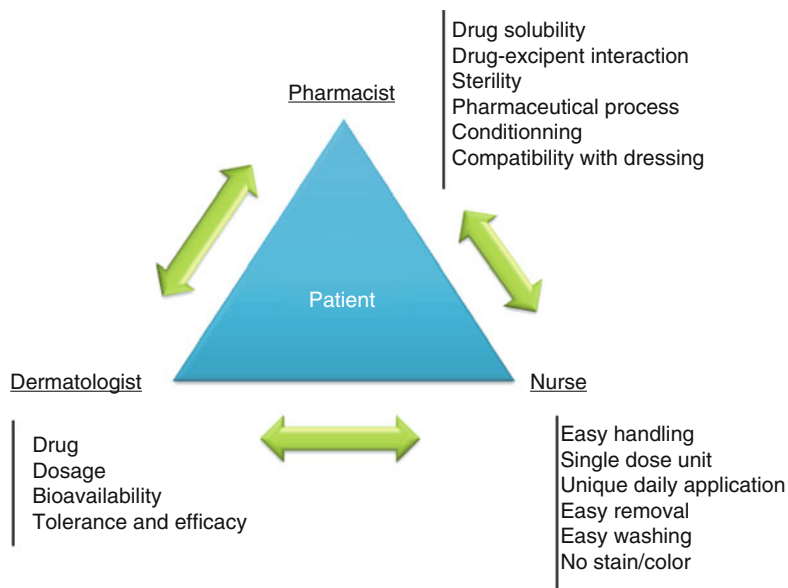 Pharmacist
Drug solubility
Drug-excipent interaction
Sterility
Pharmaceutical process
Conditionning
Compatibility with dressing
Patient
Dermatologist
Drug
Dosage
Bioavailability
Tolerance and efficacy
Nurse
Easy handling
Single dose unit
Unique daily application
Easy removal
Easy washing
No stain/color